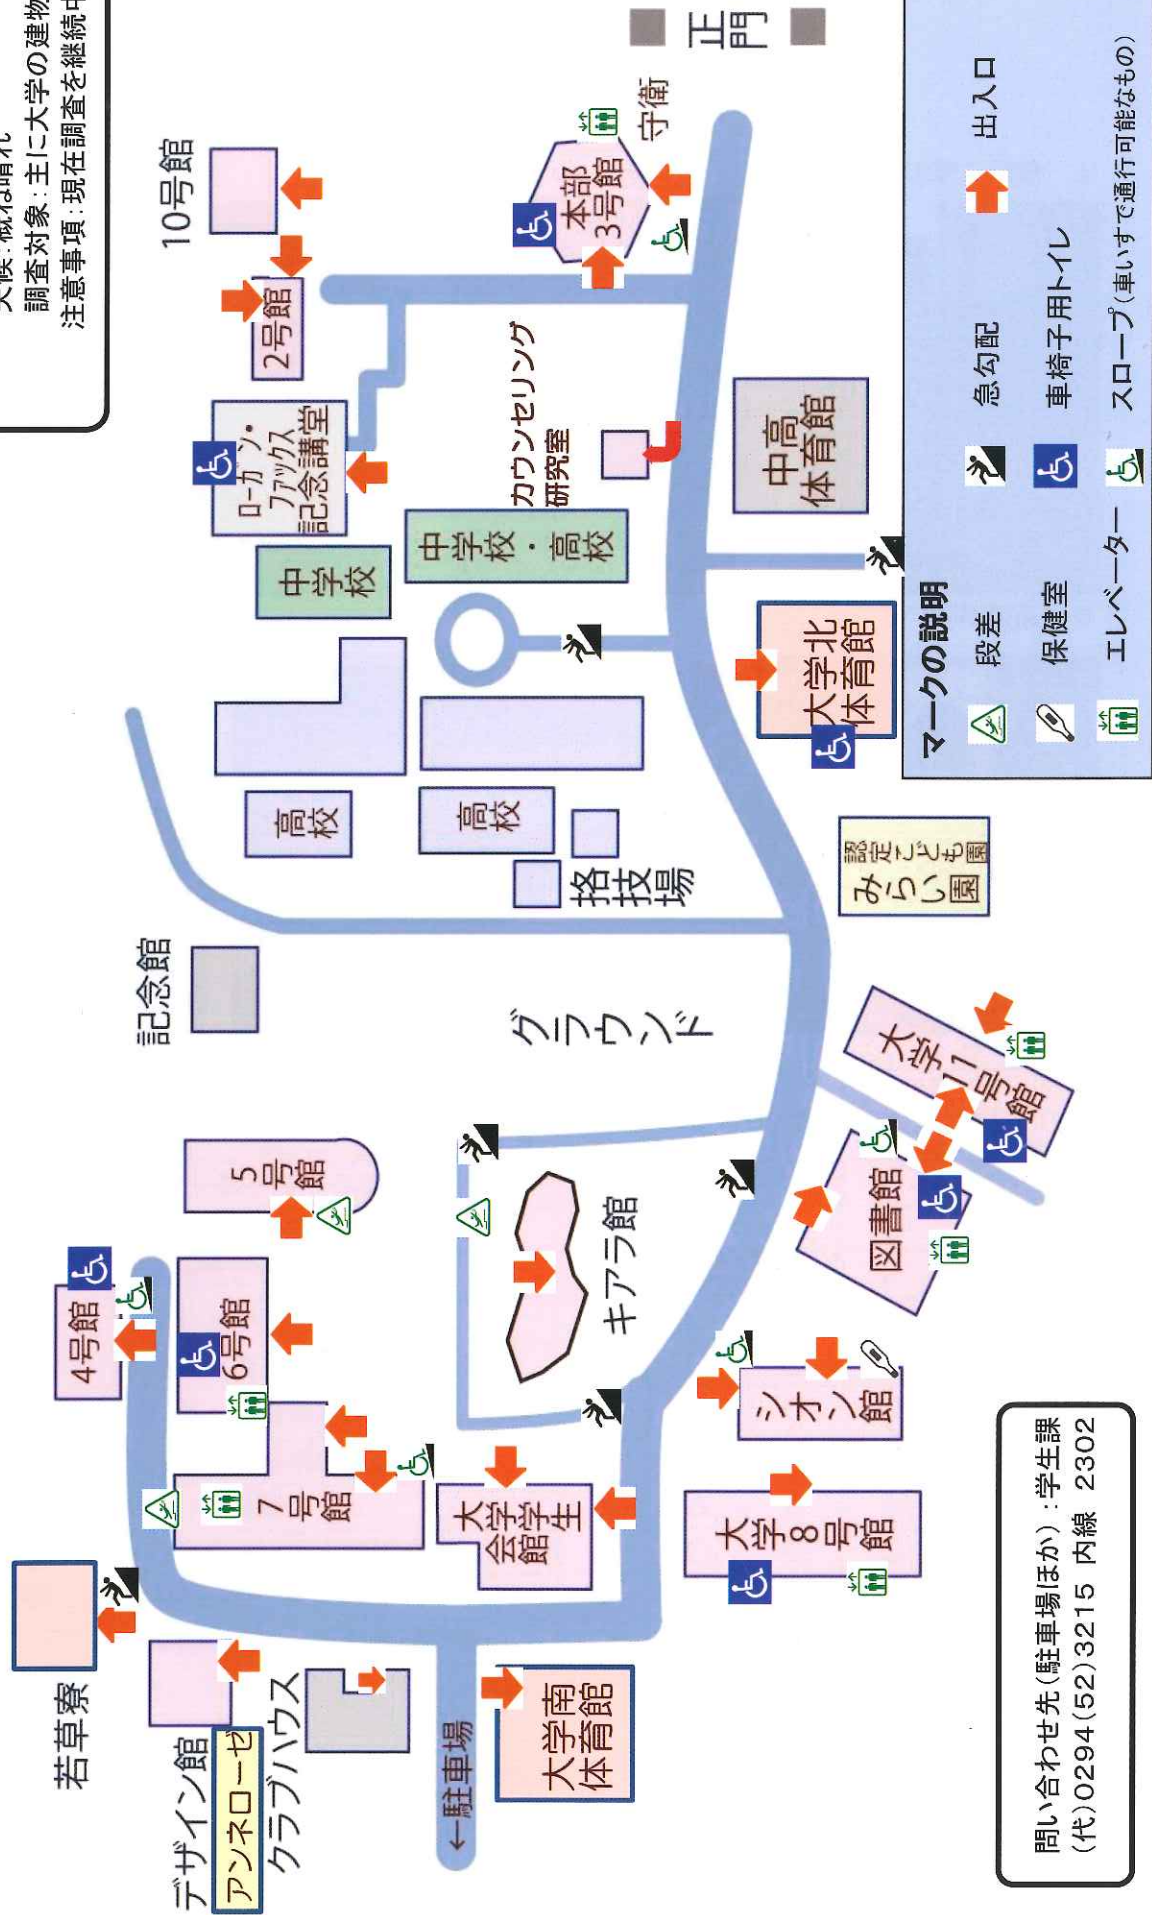 天候:概ね晴れ
調査対象:主に大学の建物
注意事項:現在調査を継続中
若草寮
4号館
デザイン館
アンネローゼ
クラブハウス
7号館
6号館
5号館
記念館
高校
中学校
ローガン・
ファックス
記念講堂
2号館
10号館
←駐車場
大学学生
会館
キアラ館
グラウンド
挌技場
高校
中学校・高校
カウンセリング
研究室
本部
3号館
守衛
正門
大学南
体育館
大学8号館
シオン館
図書館
大学11号館
認定こども園
みらい園
大学北
体育館
中高
体育館
マークの説明
段差
急勾配
出入口
保健室
車椅子用トイレ
エレベーター
スロープ(車いすで通行可能なもの)
問い合わせ先(駐車場ほか):学生課
(代)0294(52)3215 内線 2302